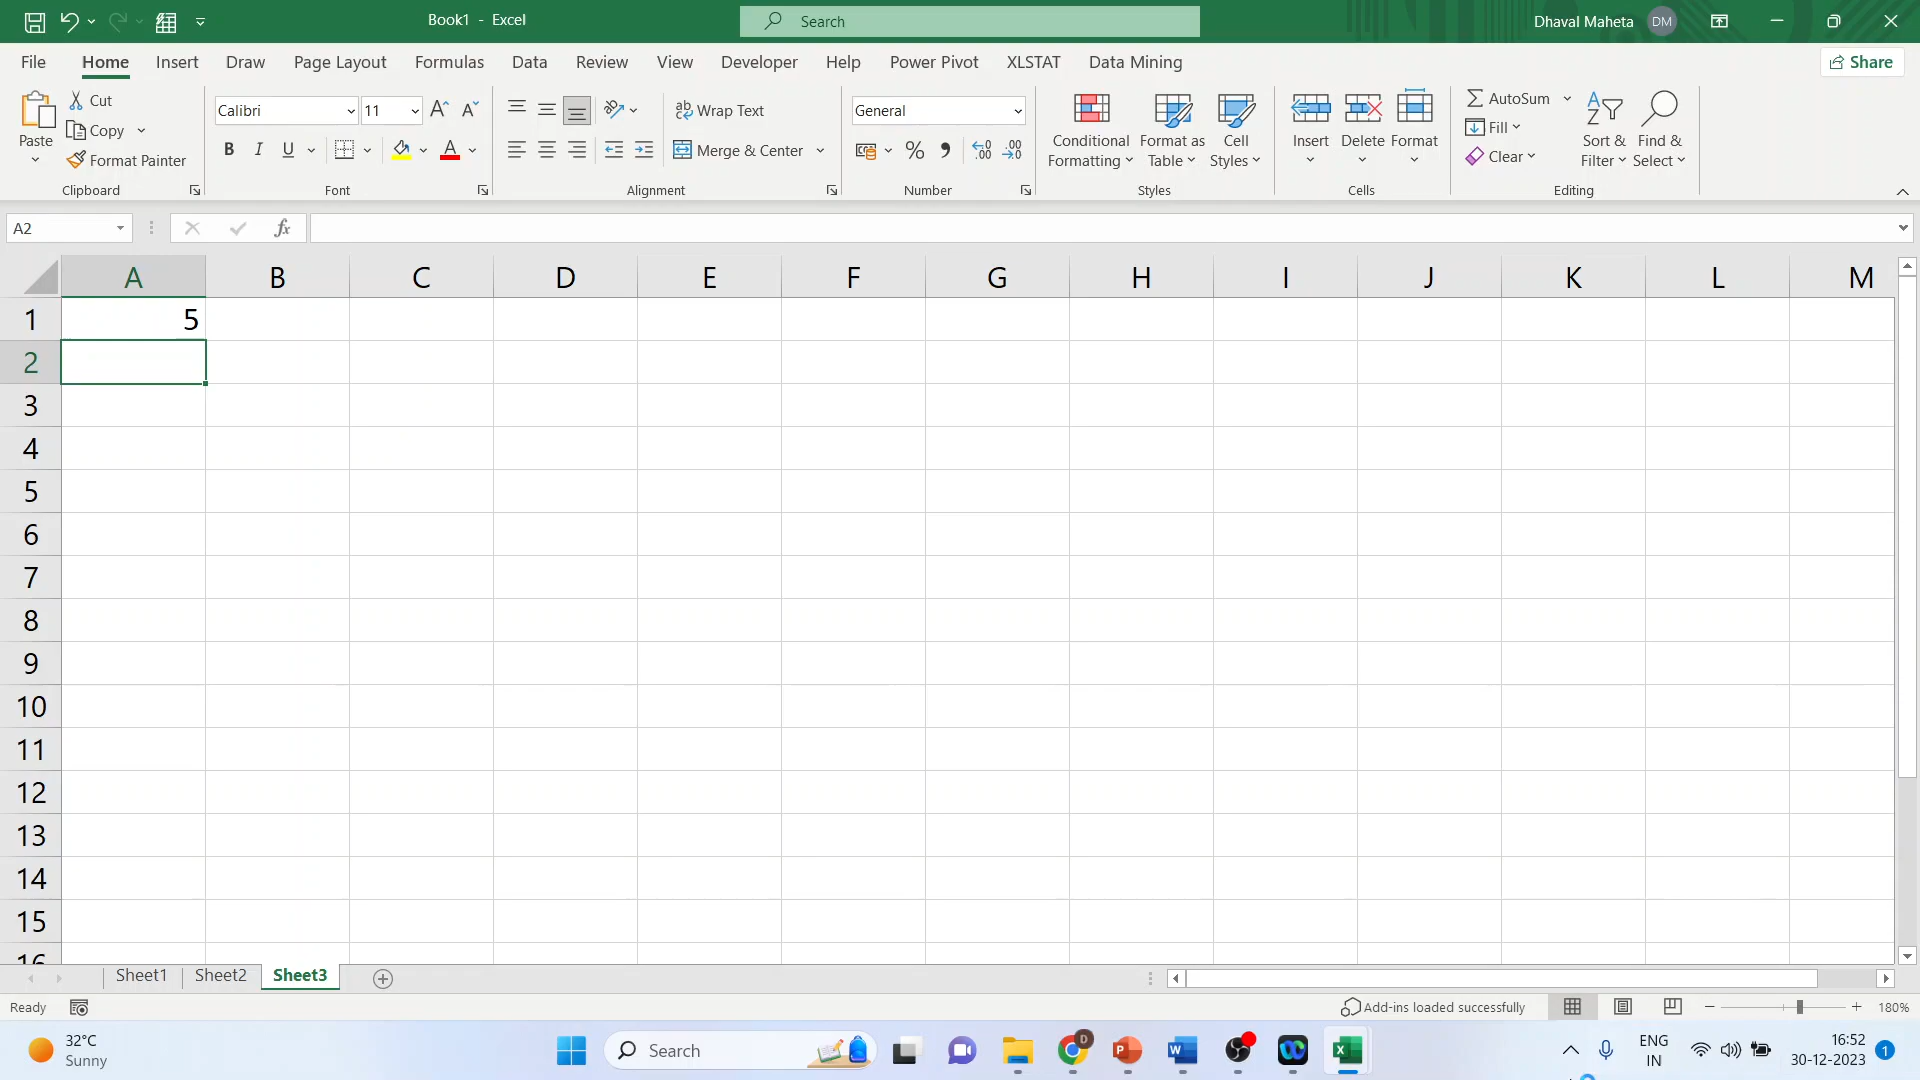 Book1 - Excel
Search
Dhaval Maheta
DM
File Home Insert Draw Page Layout Formulas Data Review View Developer Help Power Pivot XLSTAT Data Mining
Share
Paste
Cut
Copy
Format Painter
Clipboard
Calibri
11
B I U
A
Font
ab Wrap Text
Merge & Center
Alignment
General
% 
Number
Conditional Formatting
Format as Table
Cell Styles
Styles
Insert
Delete
Format
Cells
AutoSum
Fill
Clear
Sort & Filter
Find & Select
Editing
A2
fx
A B C D E F G H I J K L M
1 5
2
3
4
5
6
7
8
9
10
11
12
13
14
15
16
Sheet1 Sheet2 Sheet3
Ready
Add-ins loaded successfully
180%
32°C
Sunny
Search
D
P
W
X
ENG
IN
16:52
30-12-2023
1